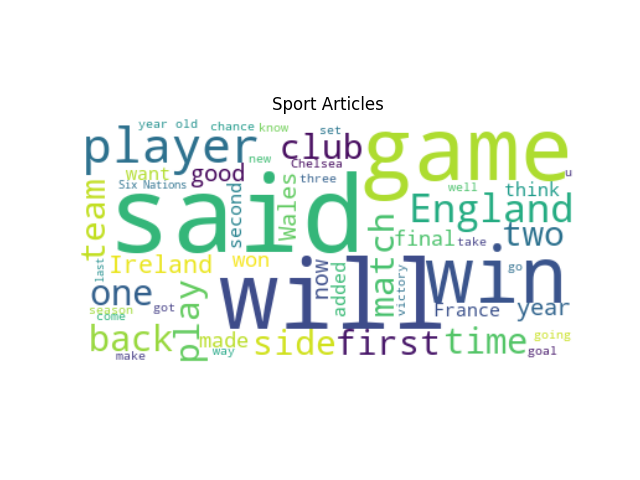 Sport Articles
year old chance know set
player club game
want good new Chelsea three u
team Six Nations said second Wales well think
England two
match final take
Ireland won now added last will win go victory
one play got season come France year
back made side first time going
make way goal